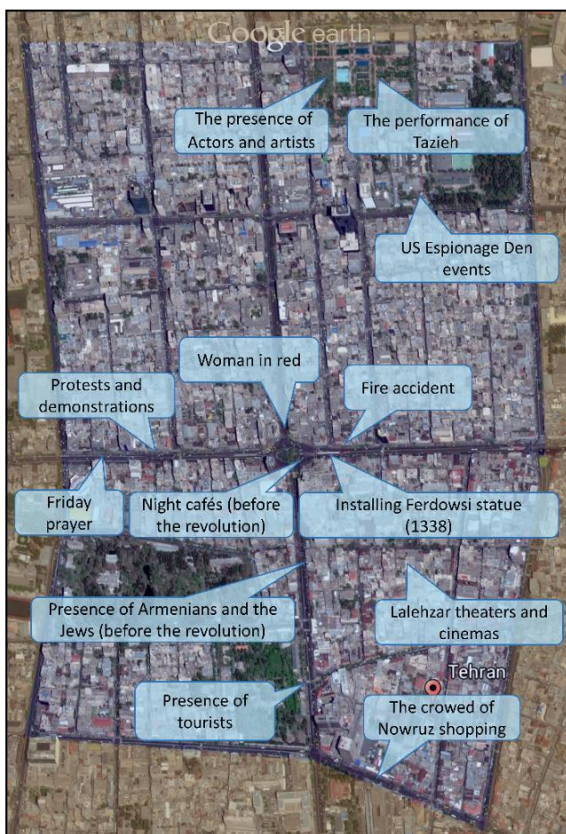 Google earth
The presence of
Actors and artists
The performance of
Tazieh
US Espionage Den
events
Woman in red
Protests and
demonstrations
Fire accident
Friday
prayer
Night cafés (before
the revolution)
Installing Ferdowsi statue
(1338)
Presence of Armenians and the
Jews (before the revolution)
Lalehzar theaters and
cinemas
Tehran
Presence of
tourists
The crowed of
Nowruz shopping